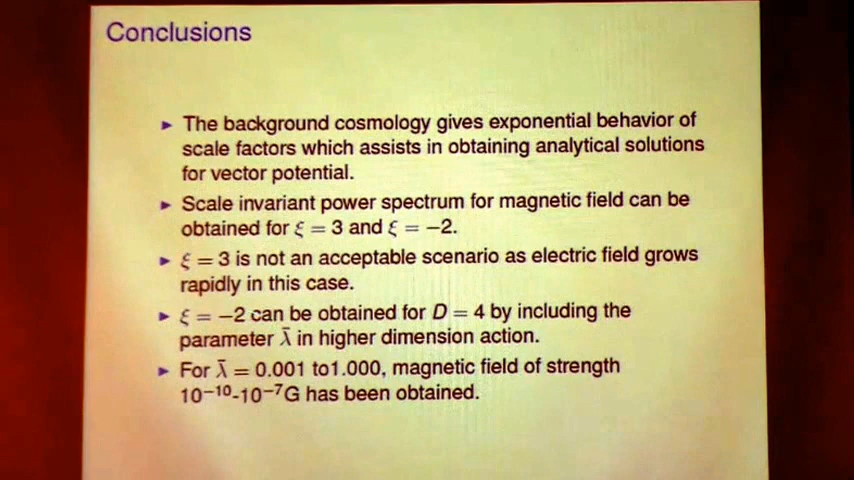 Conclusions
► The background cosmology gives exponential behavior of
scale factors which assists in obtaining analytical solutions
for vector potential.
► Scale invariant power spectrum for magnetic field can be
obtained for ξ = 3 and ξ = −2.
► ξ = 3 is not an acceptable scenario as electric field grows
rapidly in this case.
► ξ = −2 can be obtained for D = 4 by including the
parameter λ̄ in higher dimension action.
► For λ̄ = 0.001 to1.000, magnetic field of strength
10⁻¹⁰-10⁻⁷G has been obtained.